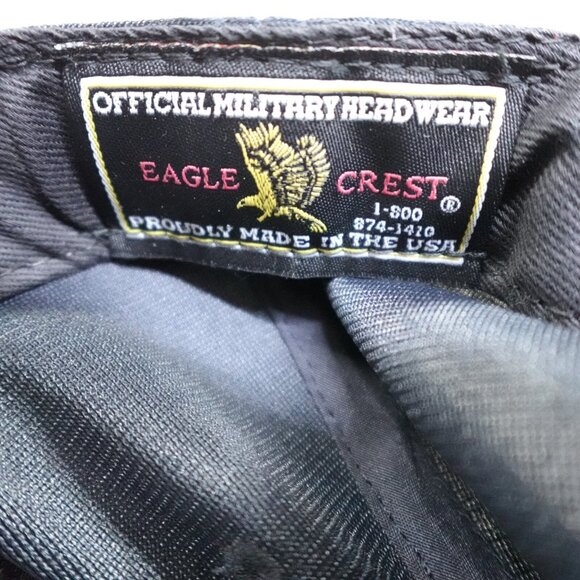 OFFICIAL MILITARY HEADWEAR
EAGLE CREST ®
1-800
874-1410
PROUDLY MADE IN THE USA